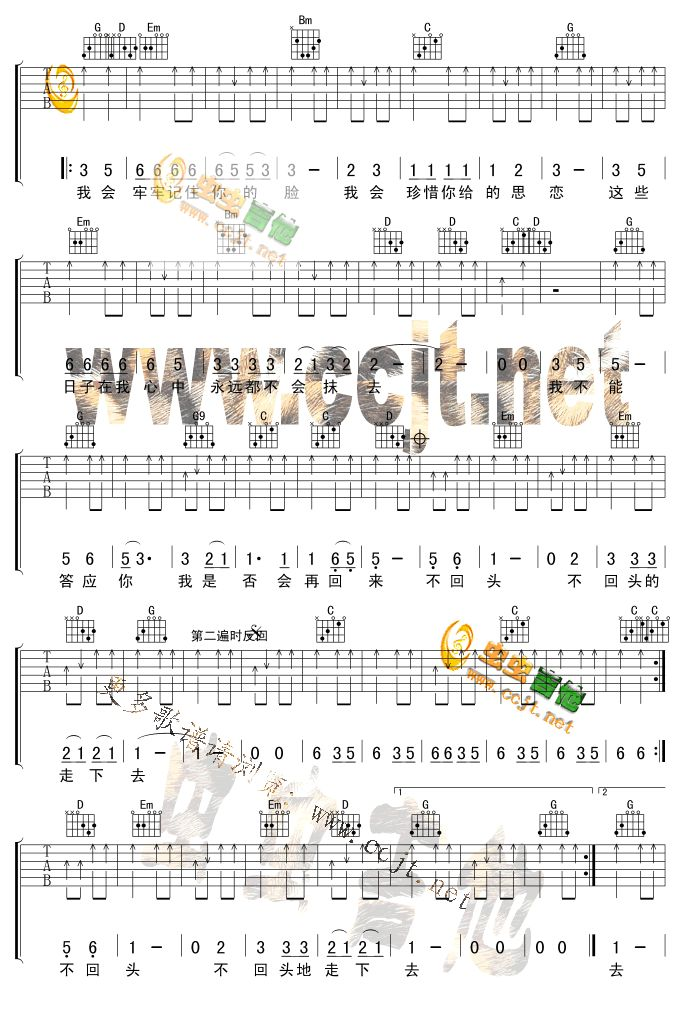 G D Em Bm C G
T A B
3 5 | 6 6 6 6 6 | 6 5 5 3 | 3 — | 2 3 | 1 1 1 1 1 | 1 2 | 3 — | 3 5
我会 牢牢记住 你 的 脸 我会 珍惜你给 的思 恋 这些
Em Bm D D C D G
T A B
6 6 6 6 6 | 6 5 | 3 3 3 3 | 2 1 3 2 | 2 — | 2 — | 0 0 | 3 5 | 5 —
日子在我 心中 永远都不 会 抹 去 我不 能
G G9 C C D Em Em
T A B
5 6 | 5 3· | 3 2 1 | 1· 1 | 1 6 5 | 5 — | 5 6 | 1 — | 0 2 | 3 3 3
答应 你 我是 否会 再回 来 不回 头 不 回头的
D G 第二遍时反回 C C C C
T A B
2 1 2 1 | 1 — | 1 — | 0 0 | 6 3 5 | 6 3 5 | 6 6 3 5 | 6 3 5 | 6 6
走 下 去
更多歌谱请浏览: www.ccjt.net
虫虫吉他
www.ccjt.net
D Em Em D G G G
1 2
T A B
5 6 | 1 — | 0 2 | 3 3 3 | 2 1 2 1 | 1 — | 0 0 | 0 0 | 1 —
不回 头 不 回头地 走 下 去 去